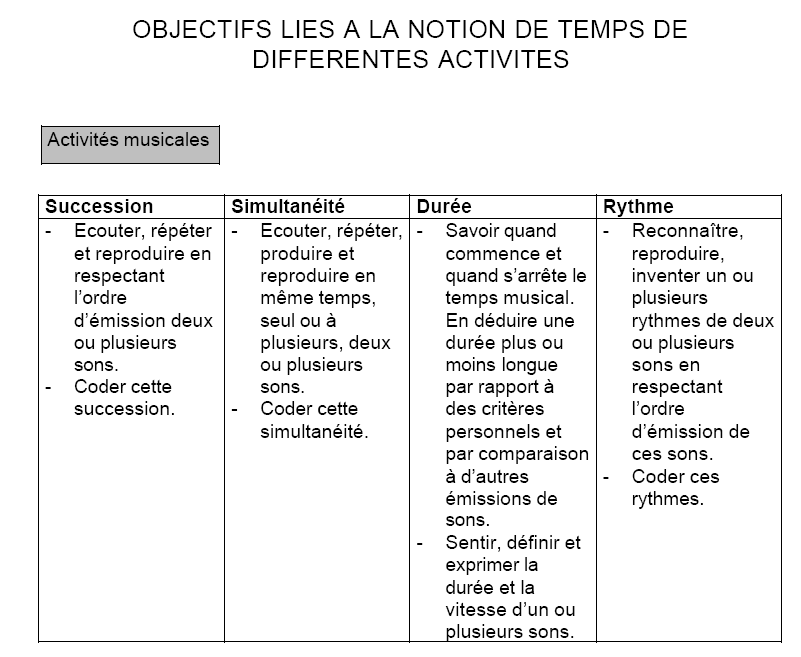 OBJECTIFS LIES A LA NOTION DE TEMPS DE
DIFFERENTES ACTIVITES
Activités musicales
Succession
- Ecouter, répéter
et reproduire en
respectant
l’ordre
d’émission deux
ou plusieurs
sons.
- Coder cette
succession.
Simultanéité
- Ecouter, répéter,
produire et
reproduire en
même temps,
seul ou à
plusieurs, deux
ou plusieurs
sons.
- Coder cette
simultanéité.
Durée
- Savoir quand
commence et
quand s’arrête le
temps musical.
En déduire une
durée plus ou
moins longue
par rapport à
des critères
personnels et
par comparaison
à d’autres
émissions de
sons.
- Sentir, définir et
exprimer la
durée et la
vitesse d’un ou
plusieurs sons.
Rythme
- Reconnaître,
reproduire,
inventer un ou
plusieurs
rythmes de deux
ou plusieurs
sons en
respectant
l’ordre
d’émission de
ces sons.
- Coder ces
rythmes.